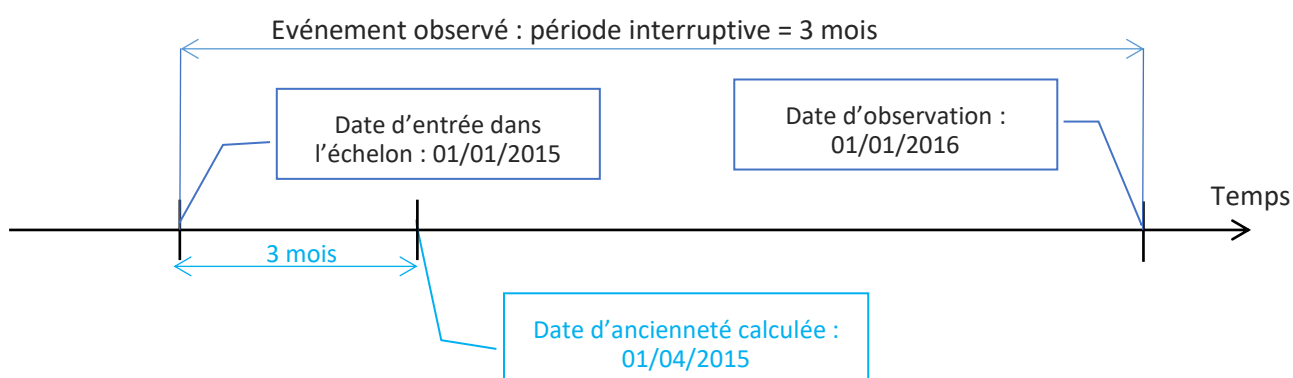 Evénement observé : période interruptive = 3 mois
Date d’entrée dans
l’échelon : 01/01/2015
Date d’observation :
01/01/2016
Temps
3 mois
Date d’ancienneté calculée :
01/04/2015